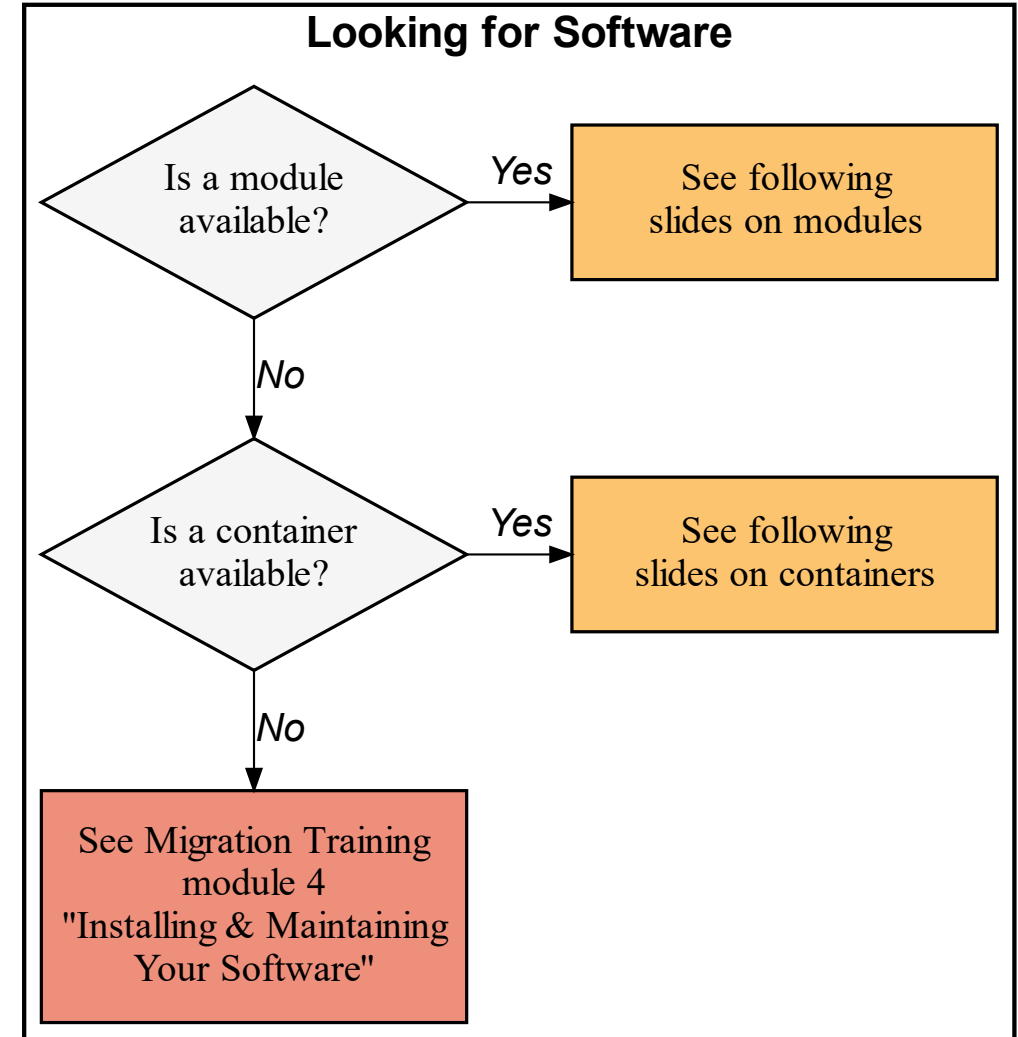 Looking for Software
Is a module
available?
Yes
See following
slides on modules
No
Is a container
available?
Yes
See following
slides on containers
No
See Migration Training
module 4
"Installing & Maintaining
Your Software"